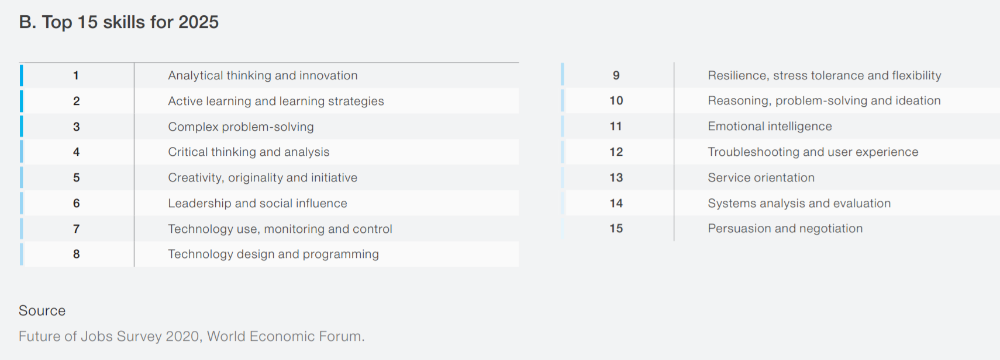 B. Top 15 skills for 2025
1 Analytical thinking and innovation
2 Active learning and learning strategies
3 Complex problem-solving
4 Critical thinking and analysis
5 Creativity, originality and initiative
6 Leadership and social influence
7 Technology use, monitoring and control
8 Technology design and programming
9 Resilience, stress tolerance and flexibility
10 Reasoning, problem-solving and ideation
11 Emotional intelligence
12 Troubleshooting and user experience
13 Service orientation
14 Systems analysis and evaluation
15 Persuasion and negotiation
Source
Future of Jobs Survey 2020, World Economic Forum.